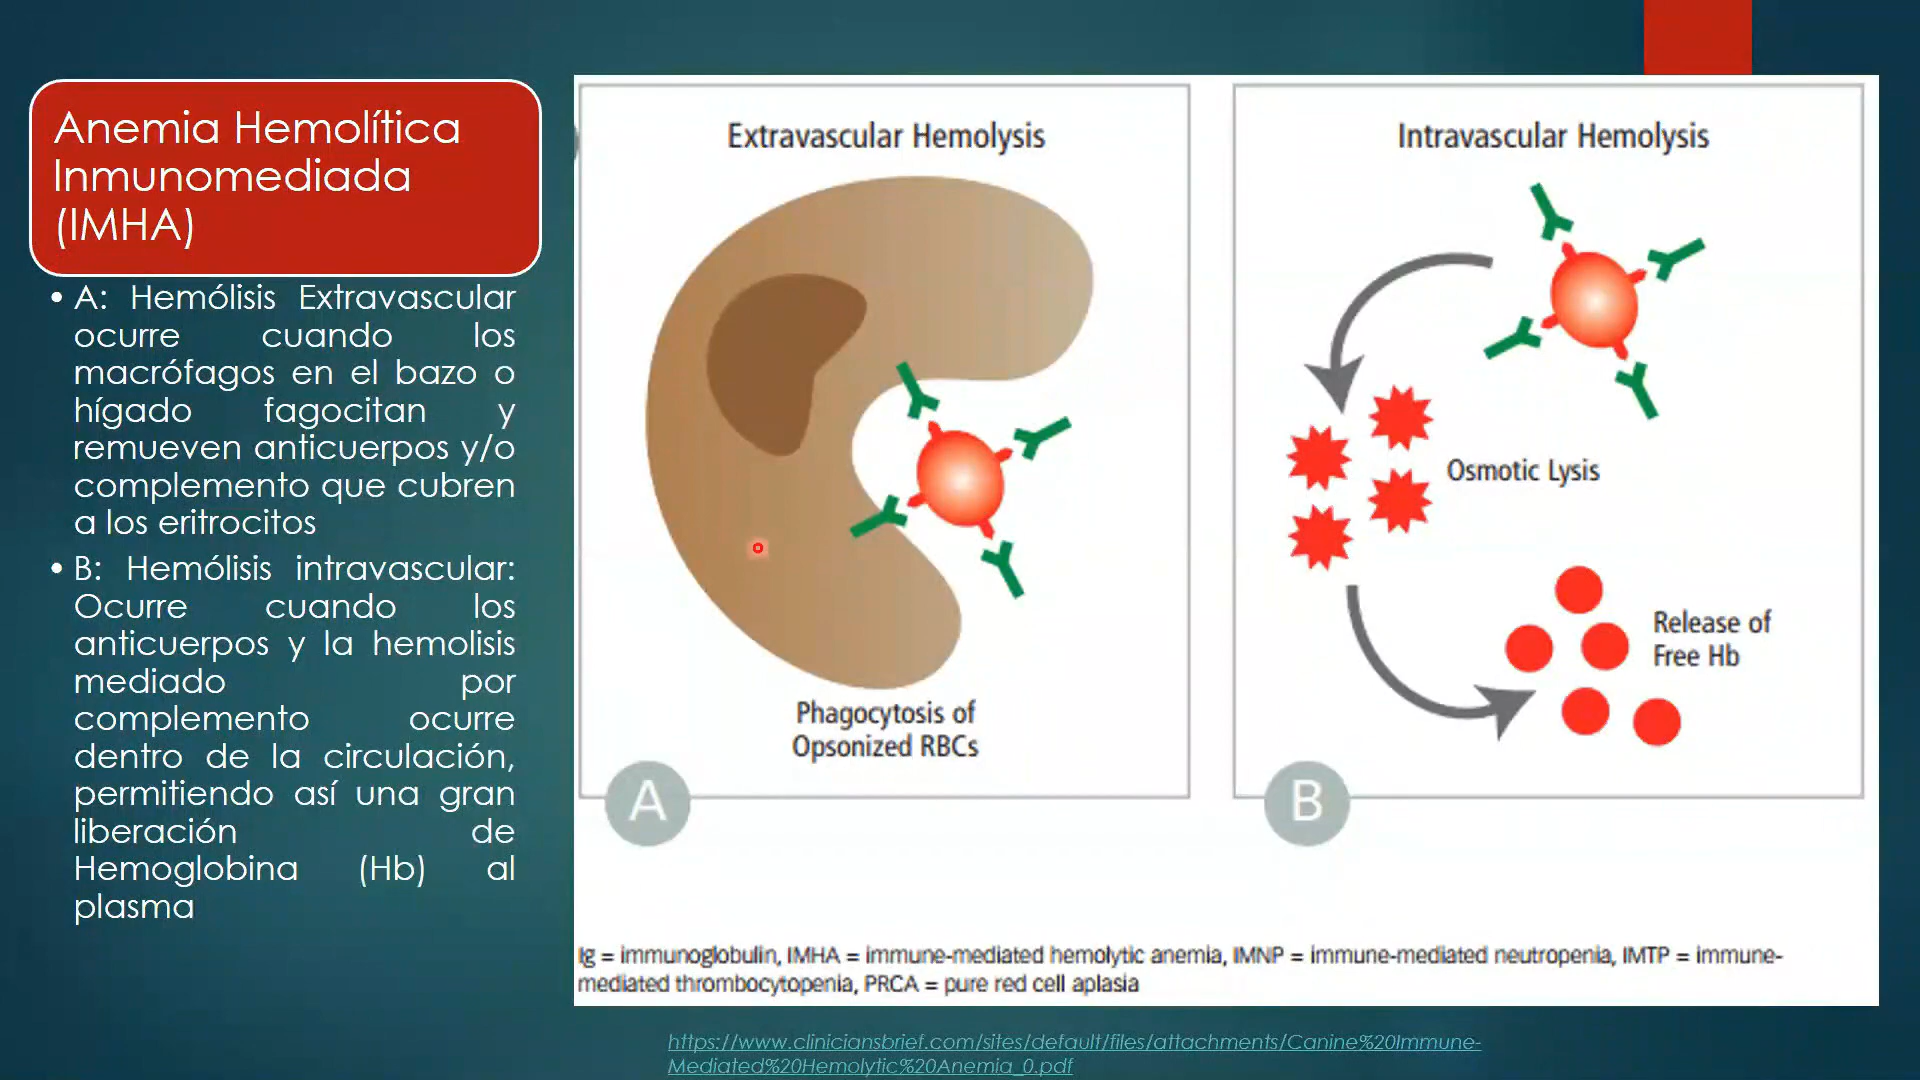 Anemia Hemolítica
Inmunomediada
(IMHA)
• A: Hemólisis Extravascular
ocurre cuando los
macrófagos en el bazo o
hígado fagocitan y
remueven anticuerpos y/o
complemento que cubren
a los eritrocitos
• B: Hemólisis intravascular:
Ocurre cuando los
anticuerpos y la hemolisis
mediado por
complemento ocurre
dentro de la circulación,
permitiendo así una gran
liberación de
Hemoglobina (Hb) al
plasma
Extravascular Hemolysis
Phagocytosis of
Opsonized RBCs
A
Intravascular Hemolysis
Osmotic Lysis
Release of
Free Hb
B
Ig = immunoglobulin, IMHA = immune-mediated hemolytic anemia, IMNP = immune-mediated neutropenia, IMTP = immune-
mediated thrombocytopenia, PRCA = pure red cell aplasia
https://www.cliniciansbrief.com/sites/default/files/attachments/Canine%20Immune-
Mediated%20Hemolytic%20Anemia_0.pdf